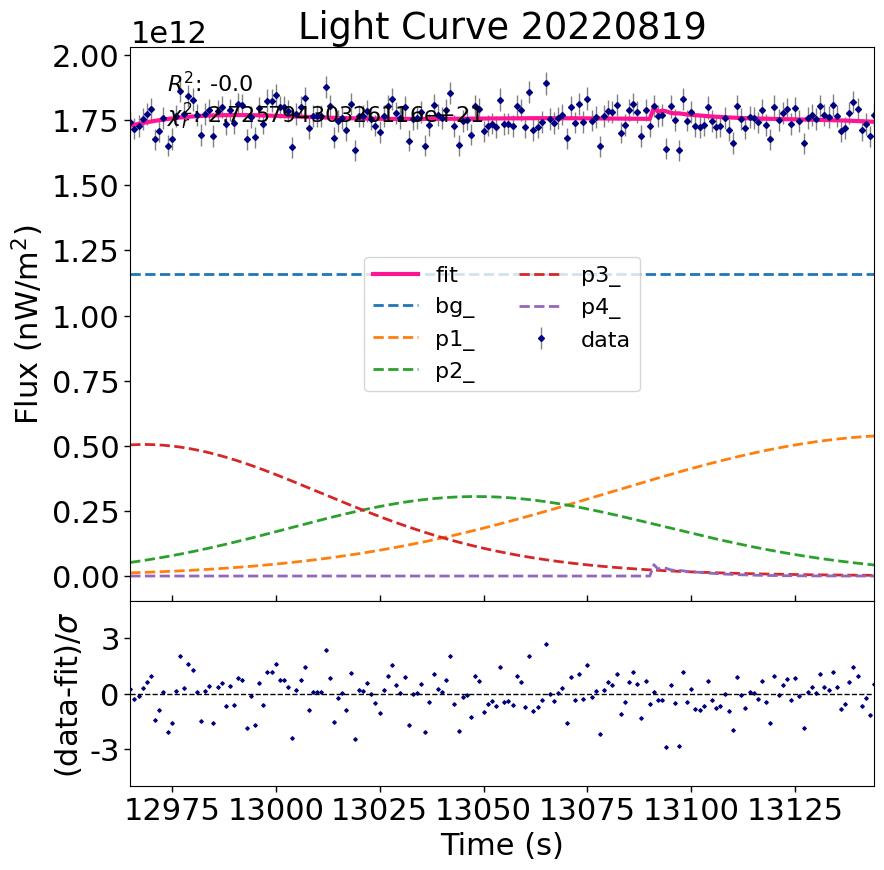 Light Curve 20220819
1e12
2.00
1.75
1.50
1.25
1.00
0.75
0.50
0.25
0.00
Flux (nW/m²)
R²: -0.0
fit
bg_
p1_
p2_
p3_
p4_
data
3
0
-3
(data-fit)/σ
12975 13000 13025 13050 13075 13100 13125
Time (s)